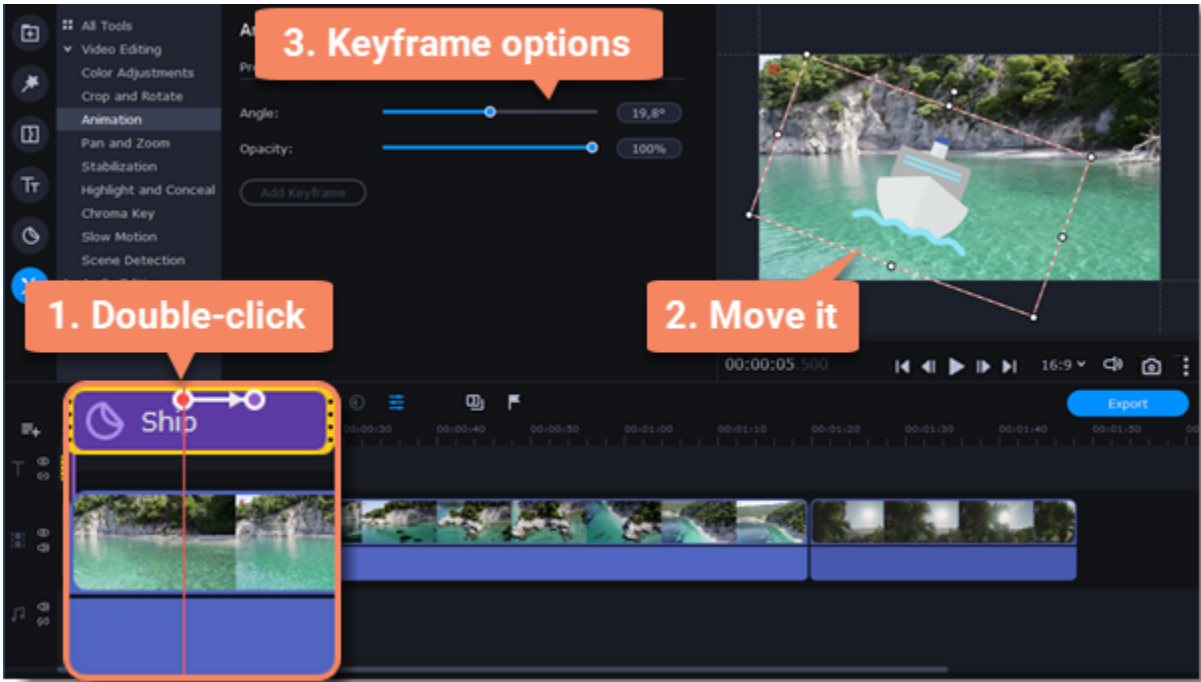 All Tools
Video Editing
Color Adjustments
Crop and Rotate
Animation
Pan and Zoom
Stabilization
Highlight and Conceal
Chroma Key
Slow Motion
Scene Detection
3. Keyframe options
Angle:
19,8°
Opacity:
100%
Add Keyframe
1. Double-click
2. Move it
00:00:05.500
16:9
Export
Ship
00:00:30
00:00:40
00:00:50
00:01:00
00:01:10
00:01:20
00:01:30
00:01:40
00:01:50